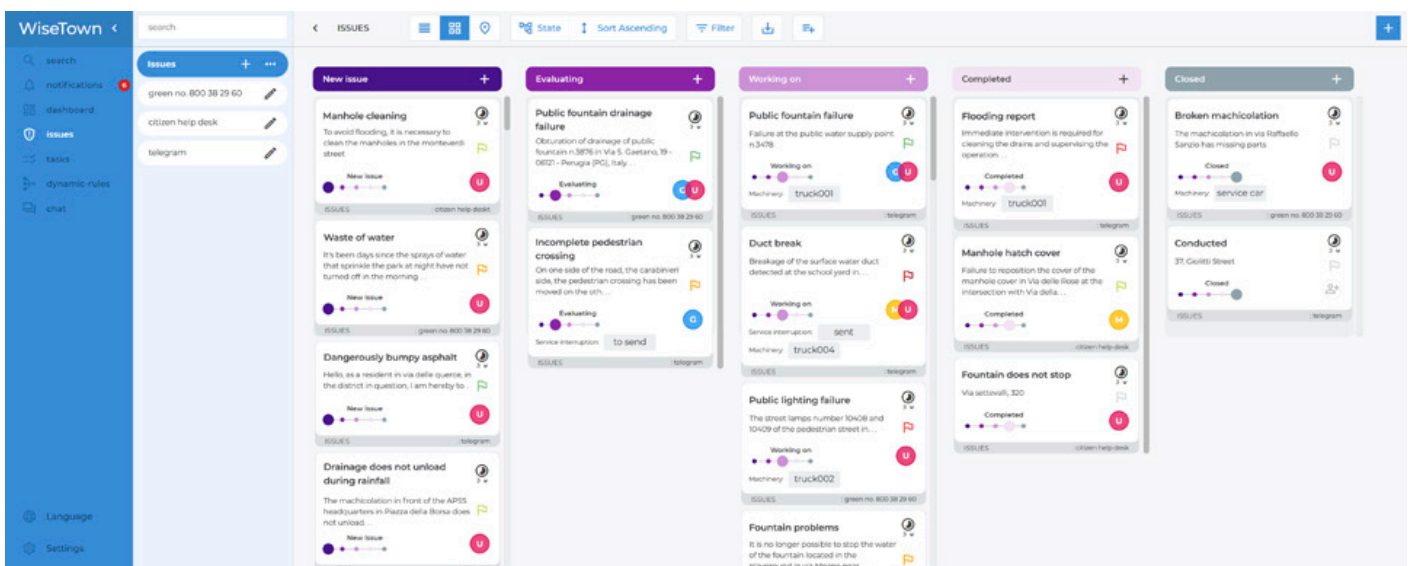 WiseTown
search
notifications
dashboard
issues
tasks
dynamic rules
chat
Language
Settings
search
Issues
green no. 800 38 29 60
citizen help desk
telegram
ISSUES
State
Sort Ascending
Filter
New issue
Manhole cleaning
To avoid flooding, it is necessary to
clean the manholes in the monteverdi
street
New Issue
U
ISSUES
Waste of water
It's been days since the sprays of water
that sprinkle the park at night have not
turned off in the morning...
New Issue
U
ISSUES
green no. 800 38 29 60
Dangerously bumpy asphalt
Hello, as a resident in via delle querce, in
the district in question, I am hereby to .
New Issue
U
ISSUES
telegram
Drainage does not unload
during rainfall
The machicolation in front of the APSS
headquarters in Piazza della Borsa does
not unload...
New Issue
U
Evaluating
Public fountain drainage
failure
Obturation of drainage of public
fountain n.3876 in Via S. Gaetano, 19 -
06121 - Perugia (PG), Italy...
Evaluating
G U
ISSUES
green no. 800 38 29 60
Incomplete pedestrian
crossing
On one side of the road, the carabinieri
side, the pedestrian crossing has been
moved on the oth...
Evaluating
G
Service interruption: to send
ISSUES
telegram
Working on
Public fountain failure
Failure at the public water supply point
n.3478
Working on
G U
Machinery truck001
ISSUES
telegram
Duct break
Breakage of the surface water duct
detected at the school yard in...
Working on
M U
Service interruption: sent
Machinery truck004
ISSUES
telegram
Public lighting failure
The street lamps number 10408 and
10409 of the pedestrian street in...
Working on
U
Machinery truck002
ISSUES
green no. 800 38 29 60
Fountain problems
It is no longer possible to stop the water
of the fountain located in the
Completed
Flooding report
Immediate intervention is required for
cleaning the drains and supervising the
operation...
Completed
U
Machinery truck001
ISSUES
telegram
Manhole hatch cover
Failure to reposition the cover of the
manhole cover in Via delle Rose at the
intersection with Via della...
Completed
M
ISSUES
citizen help desk
Fountain does not stop
Via settevalli, 320
Completed
U
ISSUES
citizen help desk
Closed
Broken machicolation
The machicolation in via Raffaello
Sanzio has missing parts
Closed
U
Machinery service car
ISSUES
green no. 800 38 29 60
Conducted
37, Giolitti Street
Closed
ISSUES
telegram